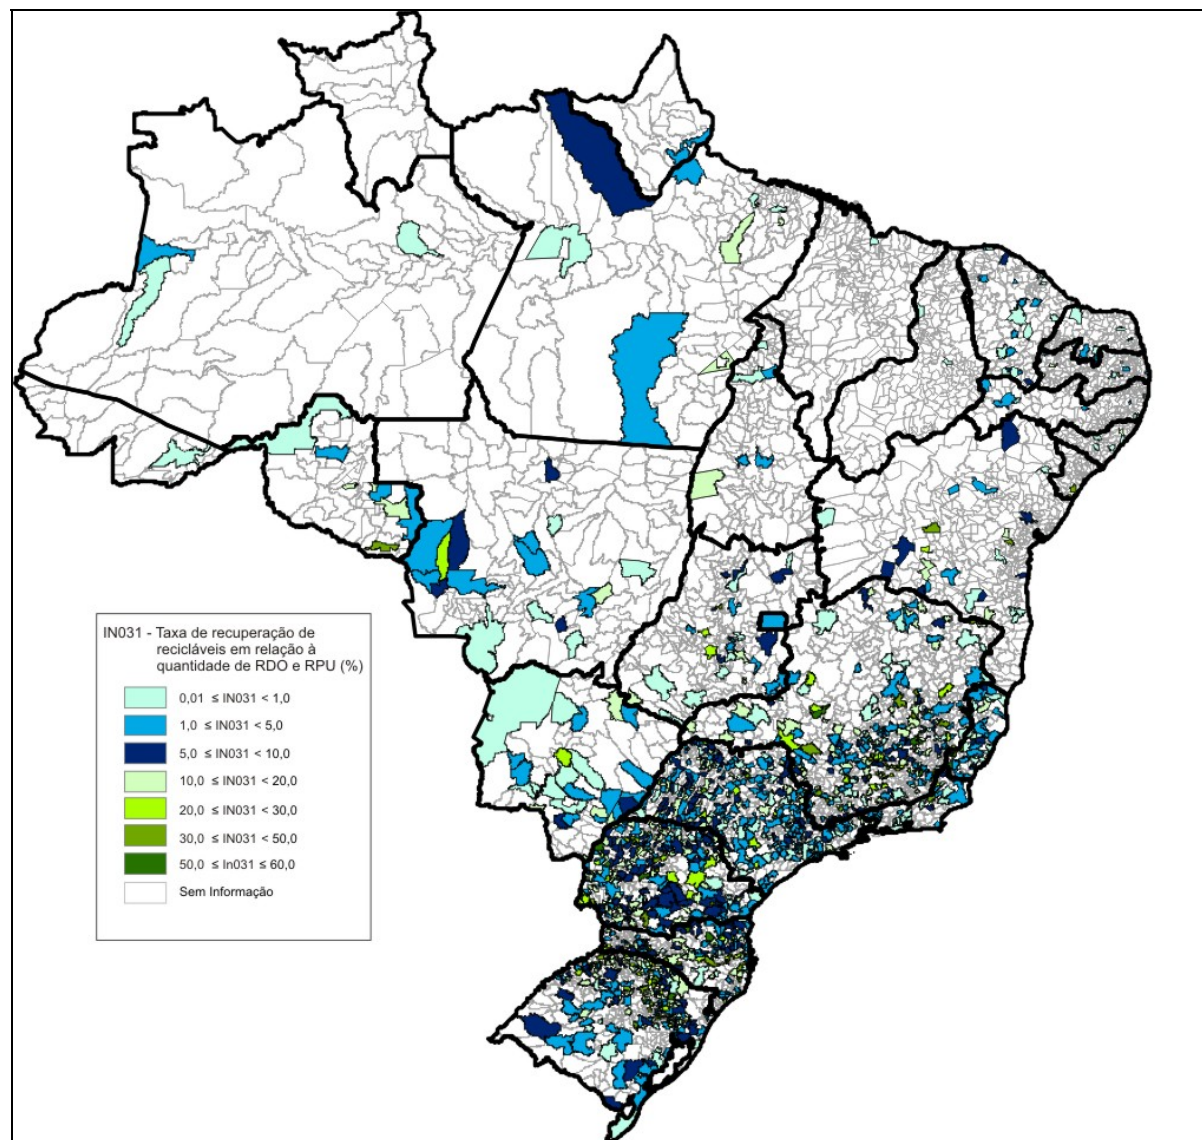 IN031 - Taxa de recuperação de
recicláveis em relação à
quantidade de RDO e RPU (%)
0,01 ≤ IN031 < 1,0
1,0 ≤ IN031 < 5,0
5,0 ≤ IN031 < 10,0
10,0 ≤ IN031 < 20,0
20,0 ≤ IN031 < 30,0
30,0 ≤ IN031 < 50,0
50,0 ≤ In031 ≤ 60,0
Sem Informação